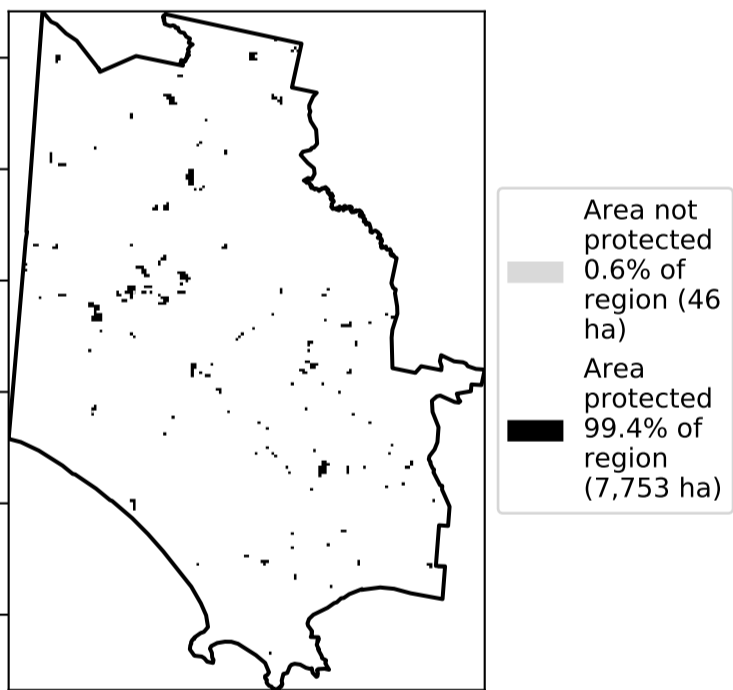 Area not
protected
0.6% of
region (46
ha)
Area
protected
99.4% of
region
(7,753 ha)